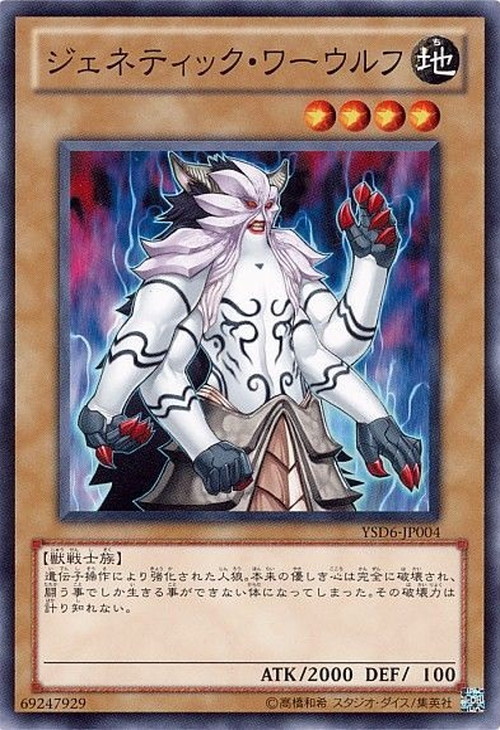 ジェネティック・ワーウルフ
地
YSD6-JP004
【獣戦士族】
遺伝子操作により強化された人狼。本来の優しき心は完全に破壊され、
闘う事でしか生きる事ができない体になってしまった。その破壊力は
計り知れない。
ATK/2000 DEF/ 100
69247929
©高橋和希 スタジオ・ダイス/集英社